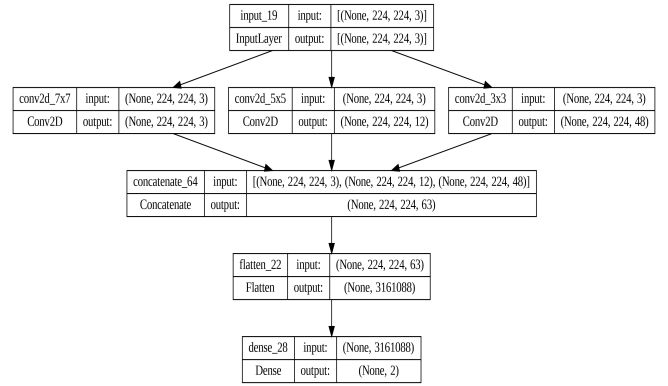 input_19 input: [(None, 224, 224, 3)]
InputLayer output: [(None, 224, 224, 3)]
conv2d_7x7 input: (None, 224, 224, 3)
Conv2D output: (None, 224, 224, 3)
conv2d_5x5 input: (None, 224, 224, 3)
Conv2D output: (None, 224, 224, 12)
conv2d_3x3 input: (None, 224, 224, 3)
Conv2D output: (None, 224, 224, 48)
concatenate_64 input: [(None, 224, 224, 3), (None, 224, 224, 12), (None, 224, 224, 48)]
Concatenate output: (None, 224, 224, 63)
flatten_22 input: (None, 224, 224, 63)
Flatten output: (None, 3161088)
dense_28 input: (None, 3161088)
Dense output: (None, 2)